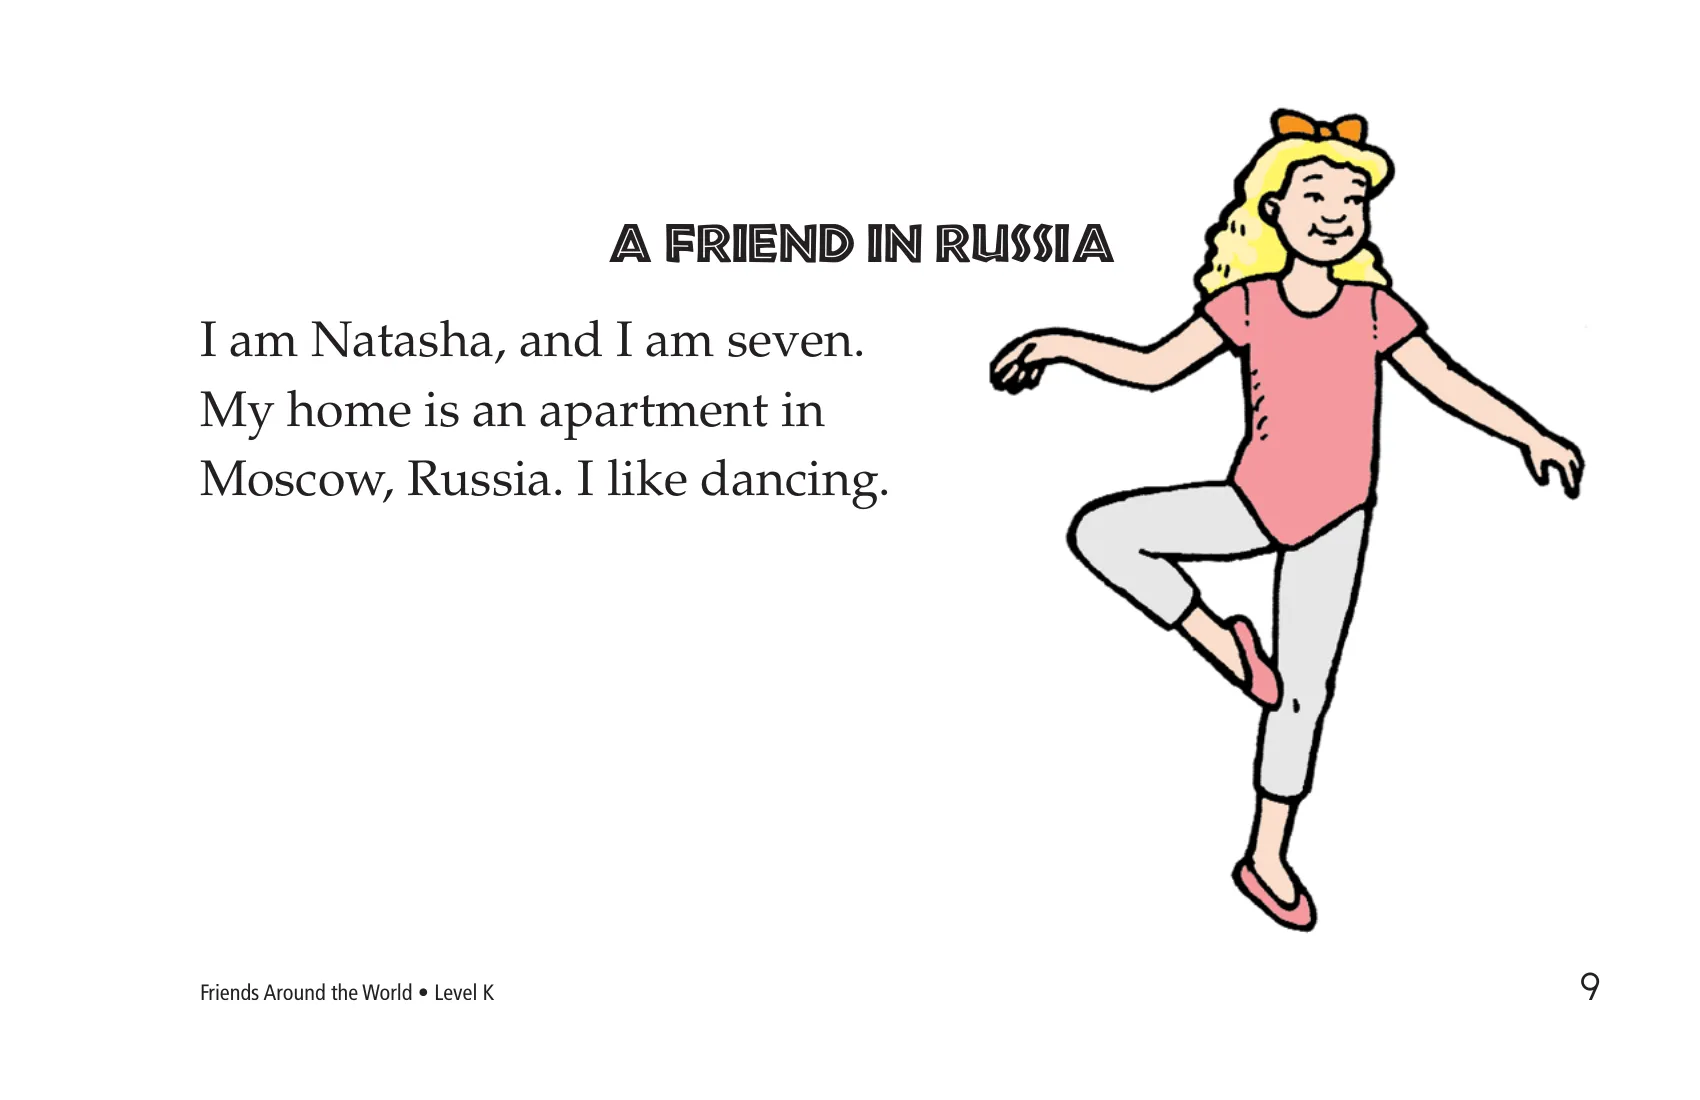 A FRIEND IN RUSSIA
I am Natasha, and I am seven.
My home is an apartment in
Moscow, Russia. I like dancing.
Friends Around the World • Level K
9